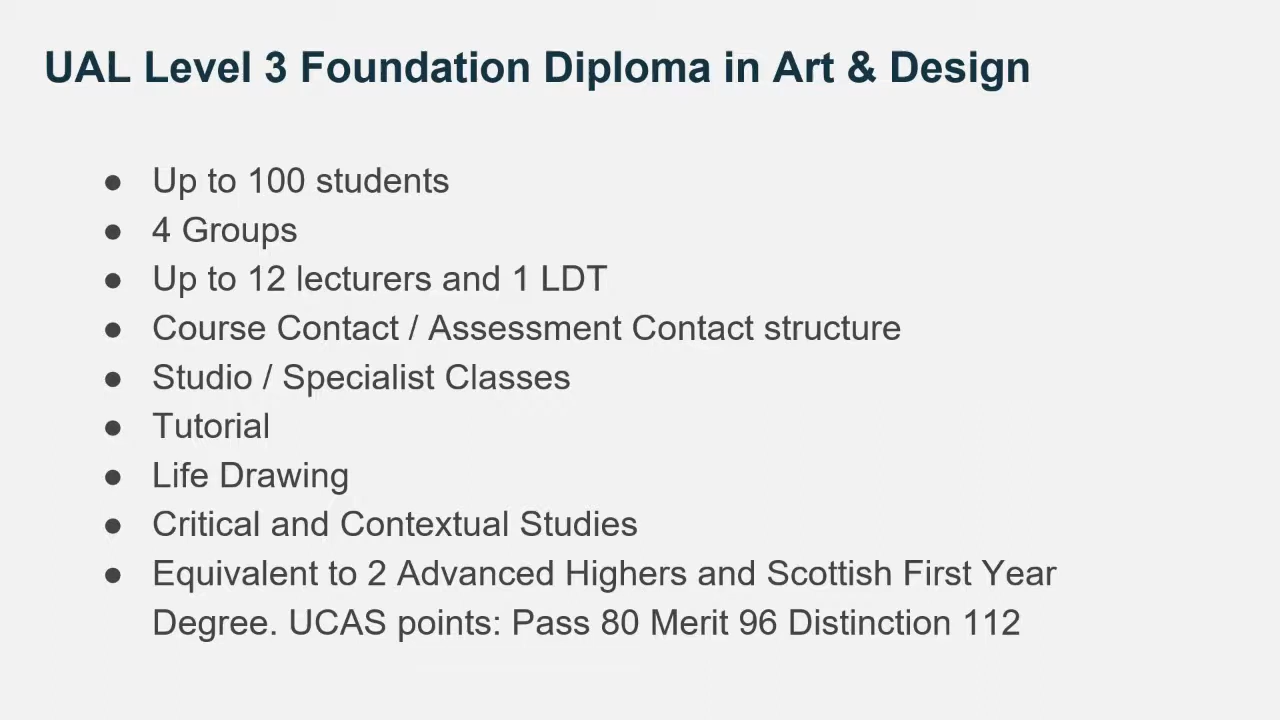 UAL Level 3 Foundation Diploma in Art & Design
● Up to 100 students
● 4 Groups
● Up to 12 lecturers and 1 LDT
● Course Contact / Assessment Contact structure
● Studio / Specialist Classes
● Tutorial
● Life Drawing
● Critical and Contextual Studies
● Equivalent to 2 Advanced Highers and Scottish First Year
Degree. UCAS points: Pass 80 Merit 96 Distinction 112